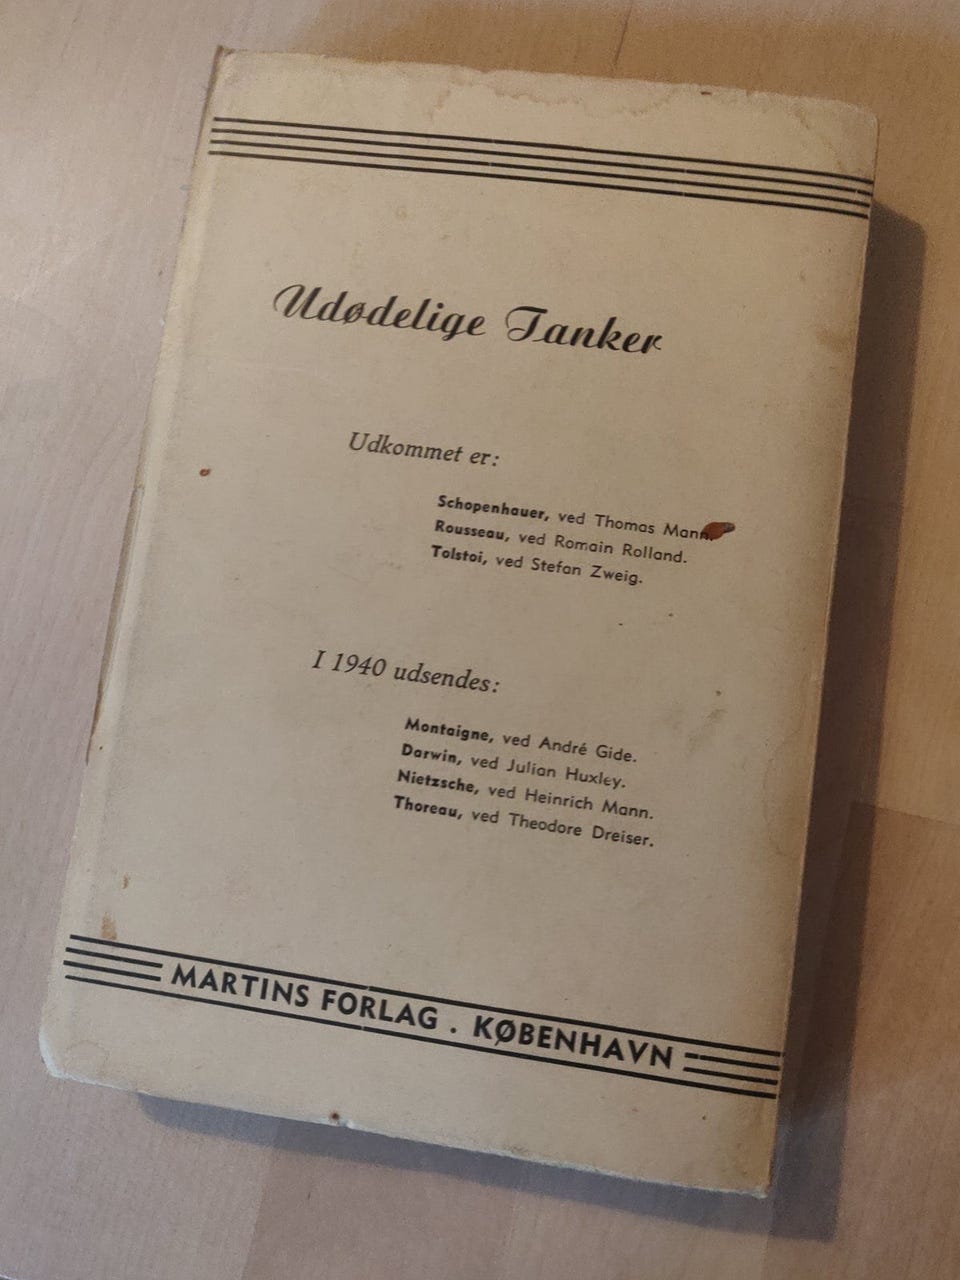 Udødelige Tanker
Udkommet er:
Schopenhauer, ved Thomas Mann.
Rousseau, ved Romain Rolland.
Tolstoi, ved Stefan Zweig.
I 1940 udsendes:
Montaigne, ved André Gide.
Darwin, ved Julian Huxley.
Nietzsche, ved Heinrich Mann.
Thoreau, ved Theodore Dreiser.
MARTINS FORLAG . KØBENHAVN